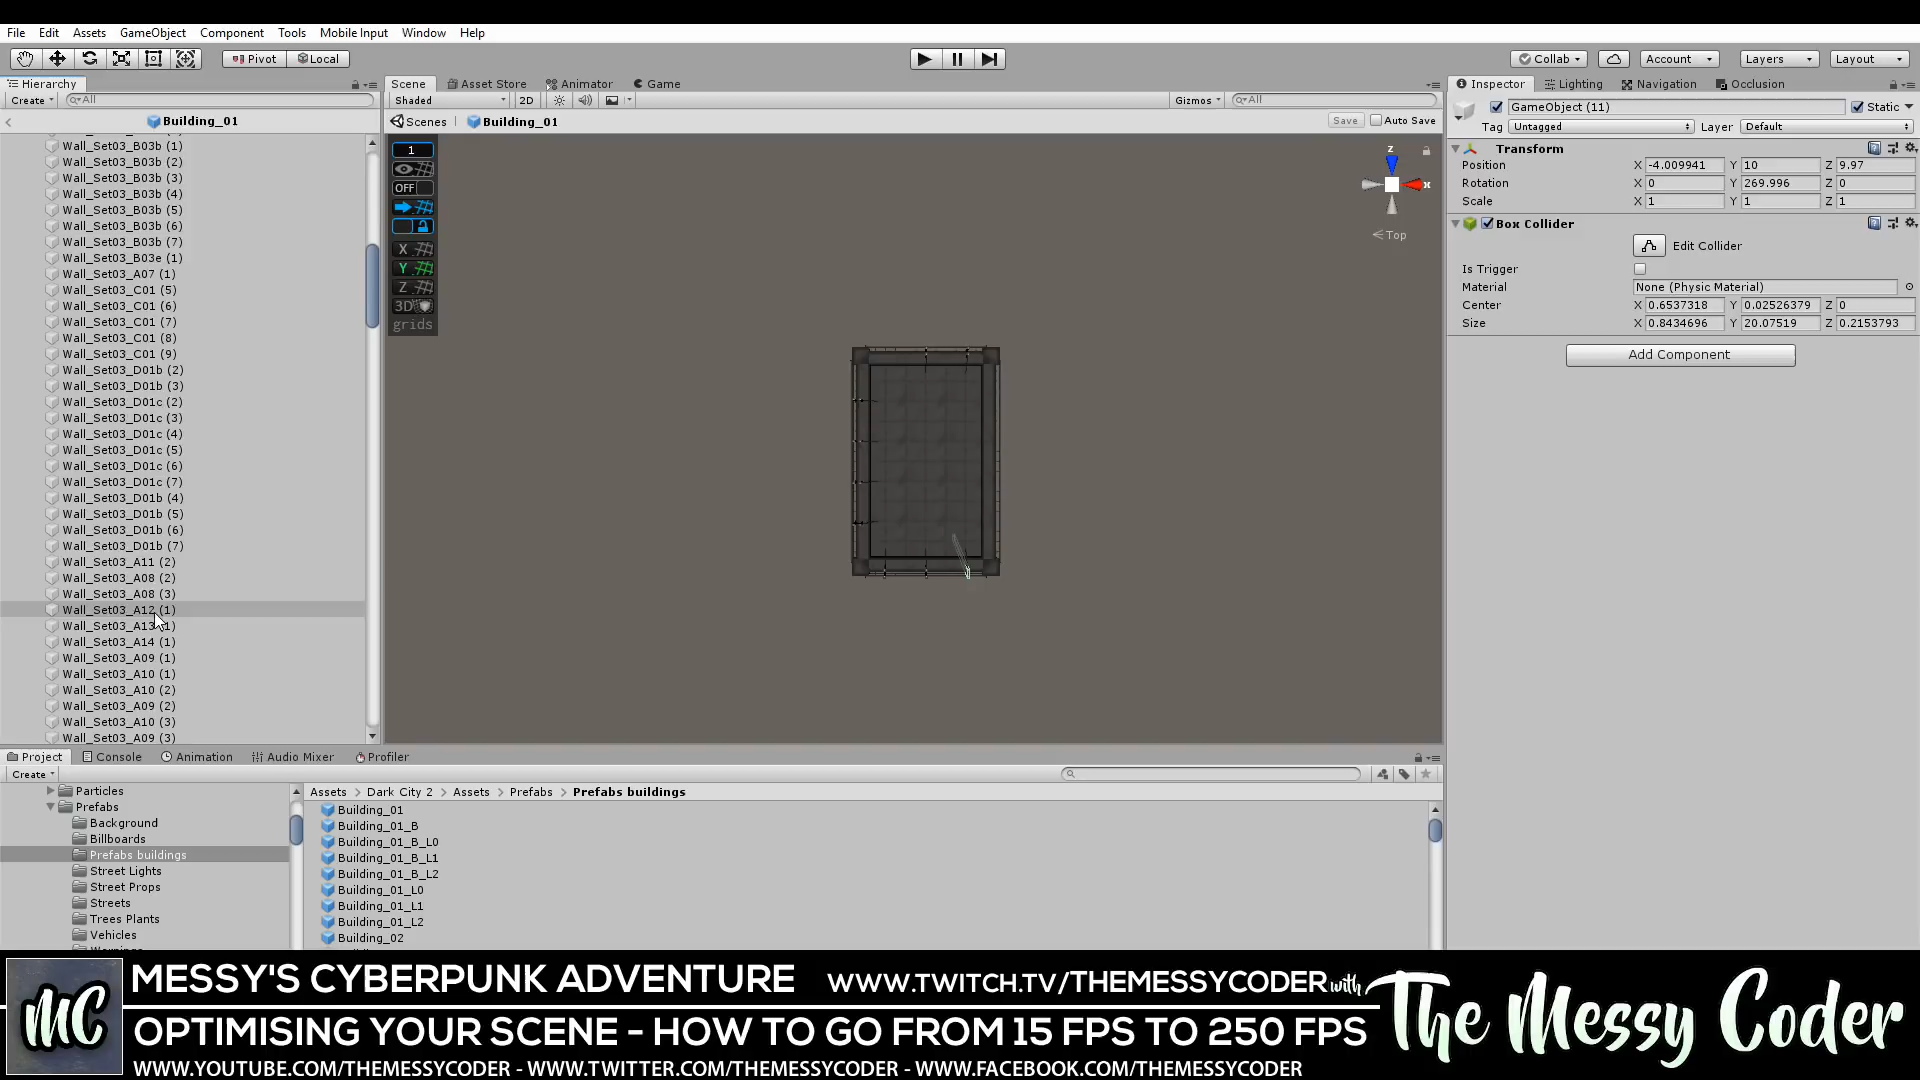 File Edit Assets GameObject Component Tools Mobile Input Window Help
Pivot Local Collab Account Layers Layout
Hierarchy
Create All
Building_01
Wall_Set03_B03b (1)
Wall_Set03_B03b (2)
Wall_Set03_B03b (3)
Wall_Set03_B03b (4)
Wall_Set03_B03b (5)
Wall_Set03_B03b (6)
Wall_Set03_B03b (7)
Wall_Set03_B03e (1)
Wall_Set03_A07 (1)
Wall_Set03_C01 (5)
Wall_Set03_C01 (6)
Wall_Set03_C01 (7)
Wall_Set03_C01 (8)
Wall_Set03_C01 (9)
Wall_Set03_D01b (2)
Wall_Set03_D01b (3)
Wall_Set03_D01c (2)
Wall_Set03_D01c (3)
Wall_Set03_D01c (4)
Wall_Set03_D01c (5)
Wall_Set03_D01c (6)
Wall_Set03_D01c (7)
Wall_Set03_D01b (4)
Wall_Set03_D01b (5)
Wall_Set03_D01b (6)
Wall_Set03_D01b (7)
Wall_Set03_A11 (2)
Wall_Set03_A08 (2)
Wall_Set03_A08 (3)
Wall_Set03_A12 (1)
Wall_Set03_A13 (1)
Wall_Set03_A14 (1)
Wall_Set03_A09 (1)
Wall_Set03_A10 (1)
Wall_Set03_A10 (2)
Wall_Set03_A09 (2)
Wall_Set03_A10 (3)
Wall_Set03_A09 (3)
Scene Asset Store Animator Game
Shaded 2D Gizmos All
Scenes Building_01 Save Auto Save
1
OFF
X
Y
Z
3D
grids
z
x
Top
Inspector Lighting Navigation Occlusion
GameObject (11) Static
Tag Untagged Layer Default
Transform
Position X -4.009941 Y 10 Z 9.97
Rotation X 0 Y 269.996 Z 0
Scale X 1 Y 1 Z 1
Box Collider
Edit Collider
Is Trigger
Material None (Physic Material)
Center X 0.6537318 Y 0.02526379 Z 0
Size X 0.8434696 Y 20.07519 Z 0.2153793
Add Component
Project Console Animation Audio Mixer Profiler
Create
Particles
Prefabs
Background
Billboards
Prefabs buildings
Street Lights
Street Props
Streets
Trees Plants
Vehicles
Assets > Dark City 2 > Assets > Prefabs > Prefabs buildings
Building_01
Building_01_B
Building_01_B_L0
Building_01_B_L1
Building_01_B_L2
Building_01_L0
Building_01_L1
Building_01_L2
Building_02
MC
MESSY'S CYBERPUNK ADVENTURE WWW.TWITCH.TV/THEMESSYCODER with The Messy Coder
OPTIMISING YOUR SCENE - HOW TO GO FROM 15 FPS TO 250 FPS
WWW.YOUTUBE.COM/THEMESSYCODER - WWW.TWITTER.COM/THEMESSYCODER - WWW.FACEBOOK.COM/THEMESSYCODER